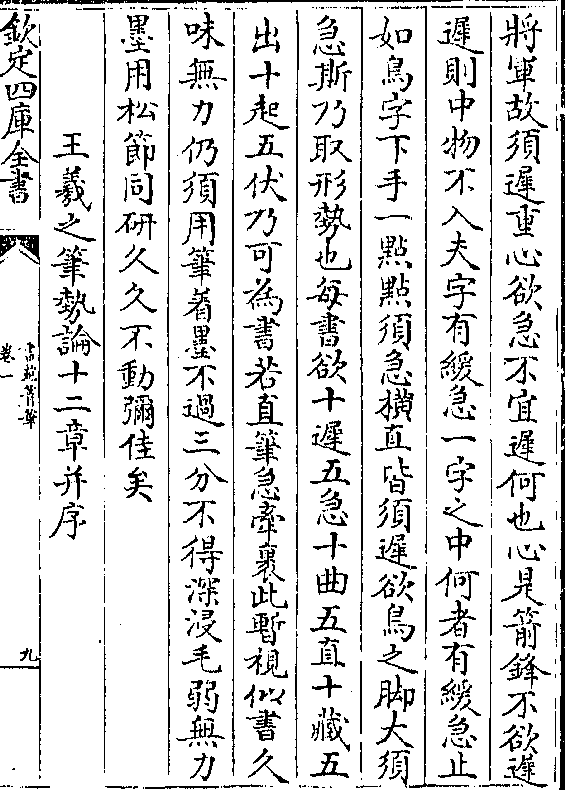 將軍故須遲重心欲急不宜遲何也心是箭鋒不欲遲
遲則中物不入夫字有緩急一字之中何者有緩急止
如鳥字下手一點點須急橫直皆須遲欲鳥之脚大須
急斯乃取形勢也每書欲十遲五急十曲五直十藏五
出十起五伏乃可為書若直筆急牽裹此暫視似書久
味無力仍須用筆着墨不過三分不得深浸毛弱無力
墨用松節同研久久不動彌佳矣
王羲之筆勢論十二章并序
欽定四庫全書
書苑菁華
卷一
九